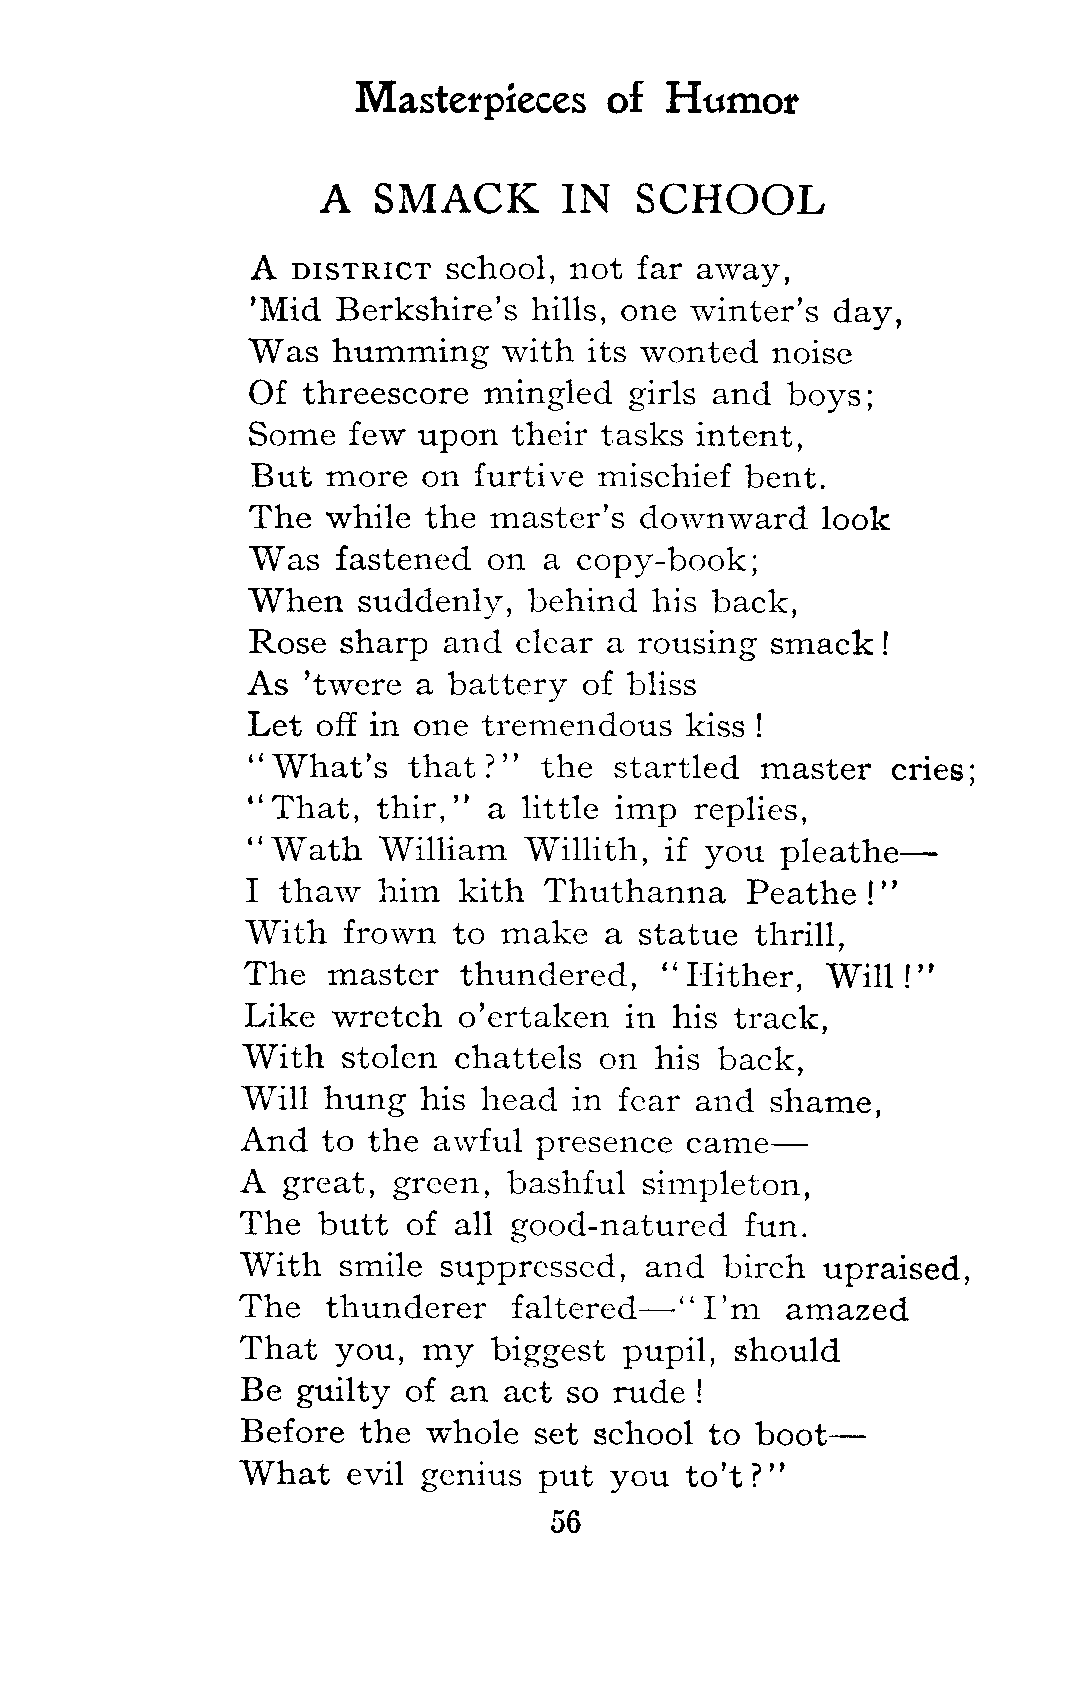 Masterpieces of Humor
A SMACK IN SCHOOL
A DISTRICT school, not far away,
'Mid Berkshire's hills, one winter's day,
Was humming with its wonted noise
Of threescore mingled girls and boys;
Some few upon their tasks intent,
But more on furtive mischief bent.
The while the master's downward look
Was fastened on a copy-book;
When suddenly, behind his back,
Rose sharp and clear a rousing smack!
As 'twere a battery of bliss
Let off in one tremendous kiss!
"What's that?" the startled master cries;
"That, thir," a little imp replies,
"Wath William Willith, if you pleathe—
I thaw him kith Thuthanna Peathe!"
With frown to make a statue thrill,
The master thundered, "Hither, Will!"
Like wretch o'ertaken in his track,
With stolen chattels on his back,
Will hung his head in fear and shame,
And to the awful presence came—
A great, green, bashful simpleton,
The butt of all good-natured fun.
With smile suppressed, and birch upraised,
The thunderer faltered—"I'm amazed
That you, my biggest pupil, should
Be guilty of an act so rude!
Before the whole set school to boot—
What evil genius put you to't?"
56